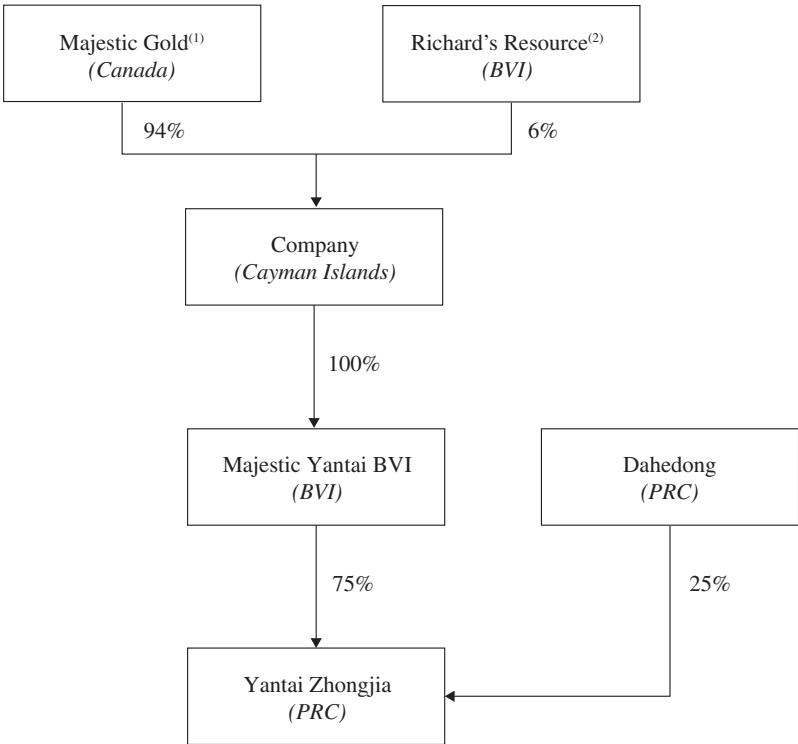 Majestic Gold(1)
(Canada)
Richard’s Resource(2)
(BVI)
94%
6%
Company
(Cayman Islands)
100%
Majestic Yantai BVI
(BVI)
Dahedong
(PRC)
75%
25%
Yantai Zhongjia
(PRC)